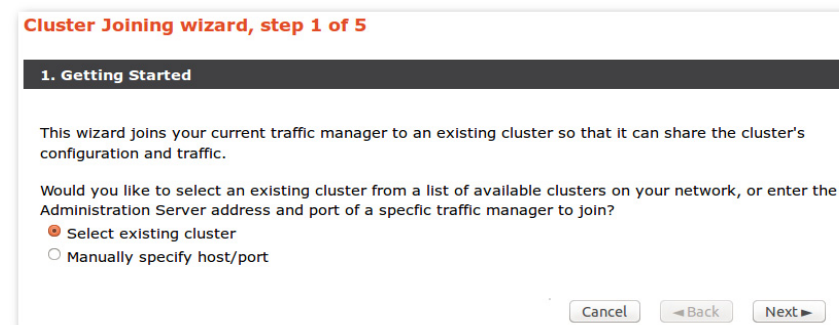 Cluster Joining wizard, step 1 of 5
1. Getting Started
This wizard joins your current traffic manager to an existing cluster so that it can share the cluster's
configuration and traffic.
Would you like to select an existing cluster from a list of available clusters on your network, or enter the
Administration Server address and port of a specfic traffic manager to join?
Select existing cluster
Manually specify host/port
Cancel ◄Back Next►